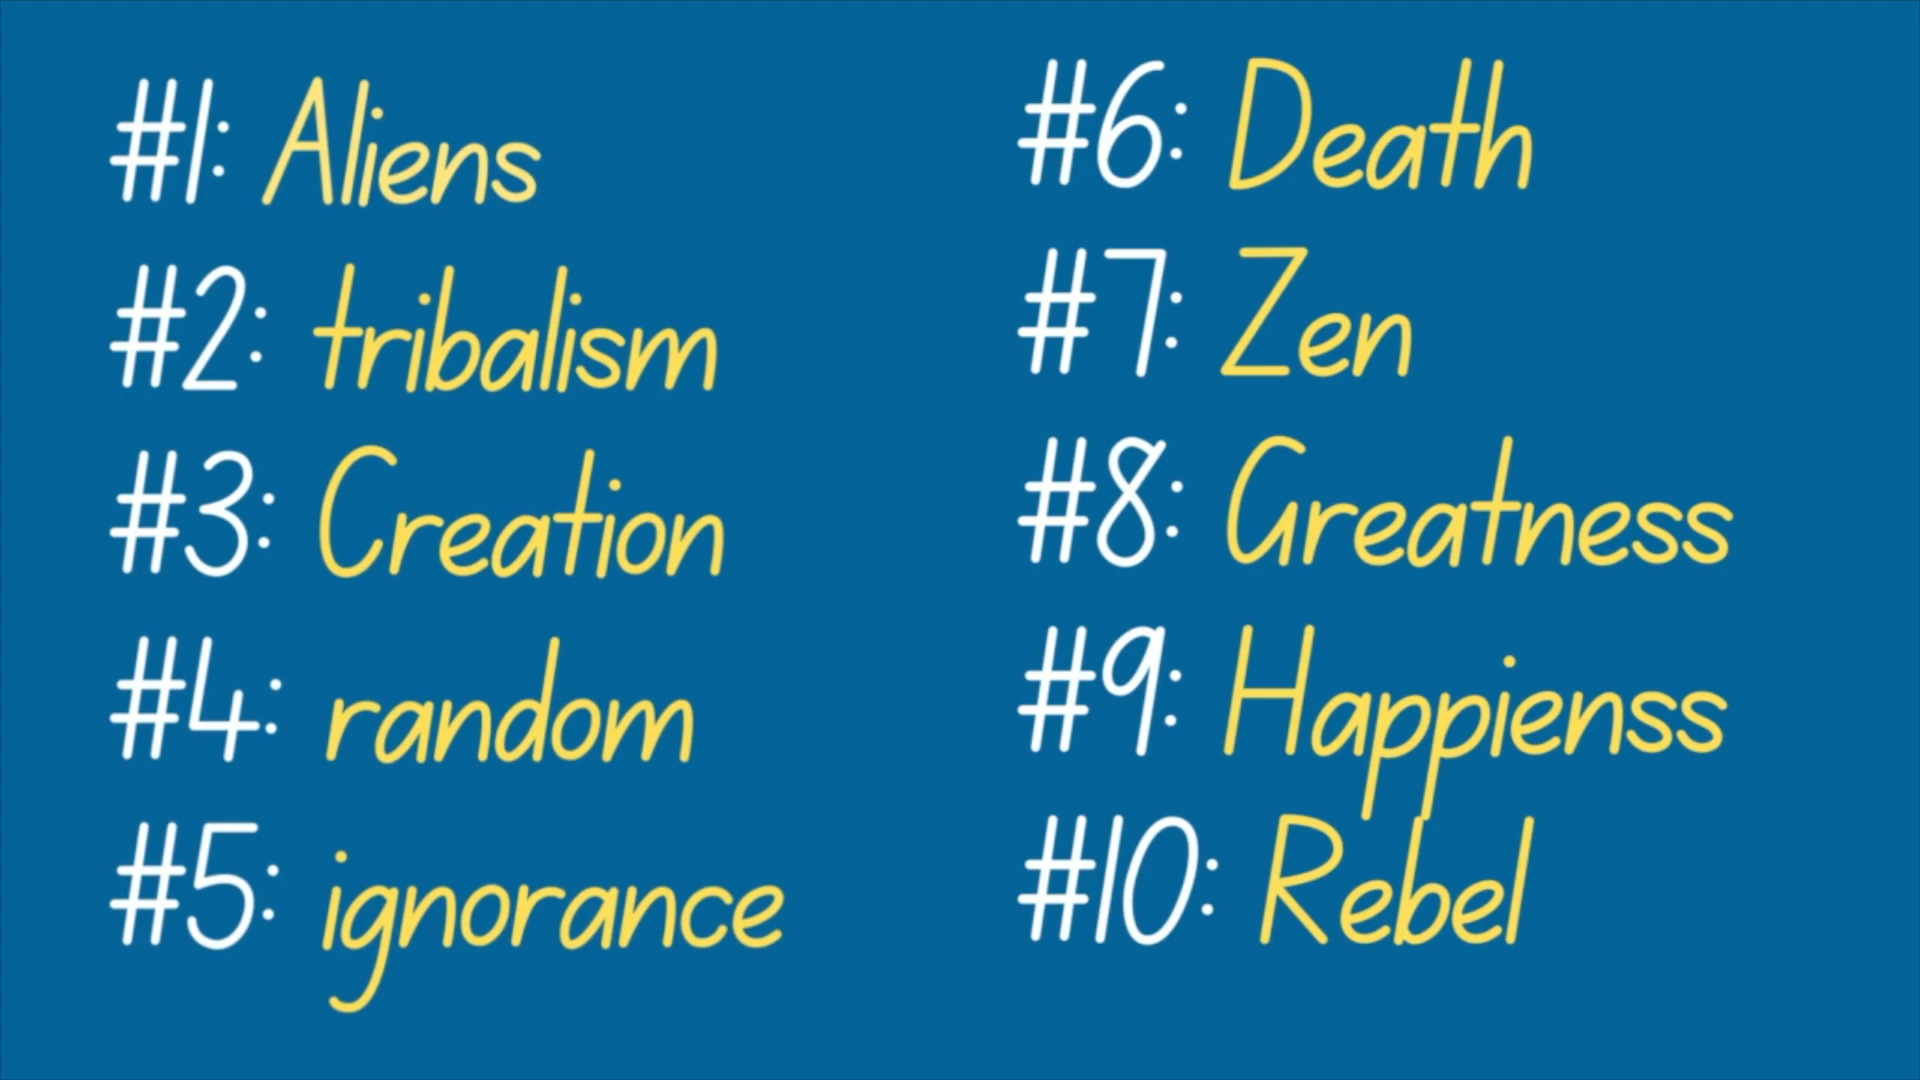 #1: Aliens
#2: tribalism
#3: Creation
#4: random
#5: ignorance
#6: Death
#7: Zen
#8: Greatness
#9: Happienss
#10: Rebel